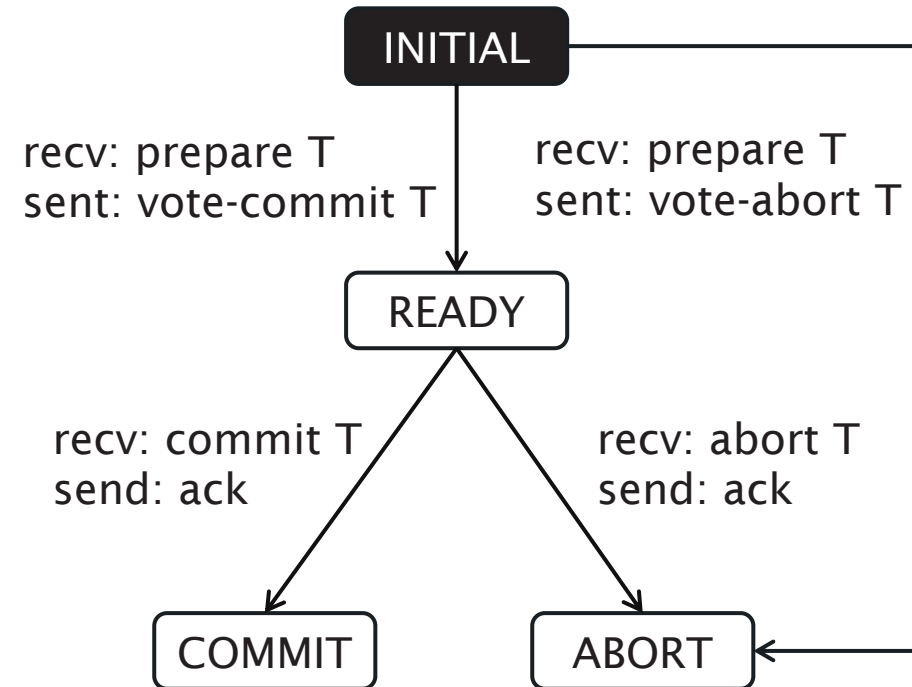 INITIAL
recv: prepare T
sent: vote-commit T
recv: prepare T
sent: vote-abort T
READY
recv: commit T
send: ack
recv: abort T
send: ack
COMMIT
ABORT